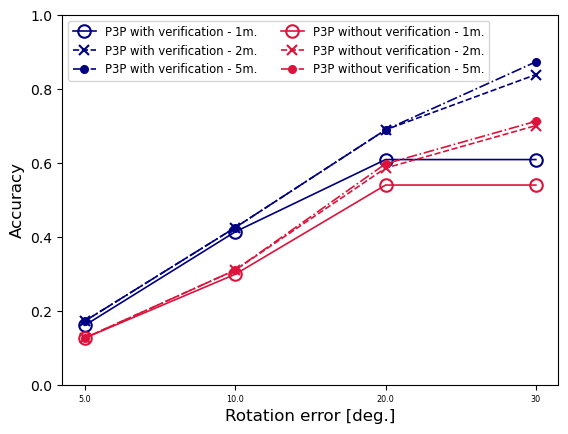 1.0
0.8
0.6
0.4
0.2
0.0
Accuracy
P3P with verification - 1m.
P3P with verification - 2m.
P3P with verification - 5m.
P3P without verification - 1m.
P3P without verification - 2m.
P3P without verification - 5m.
5.0 10.0 20.0 30
Rotation error [deg.]